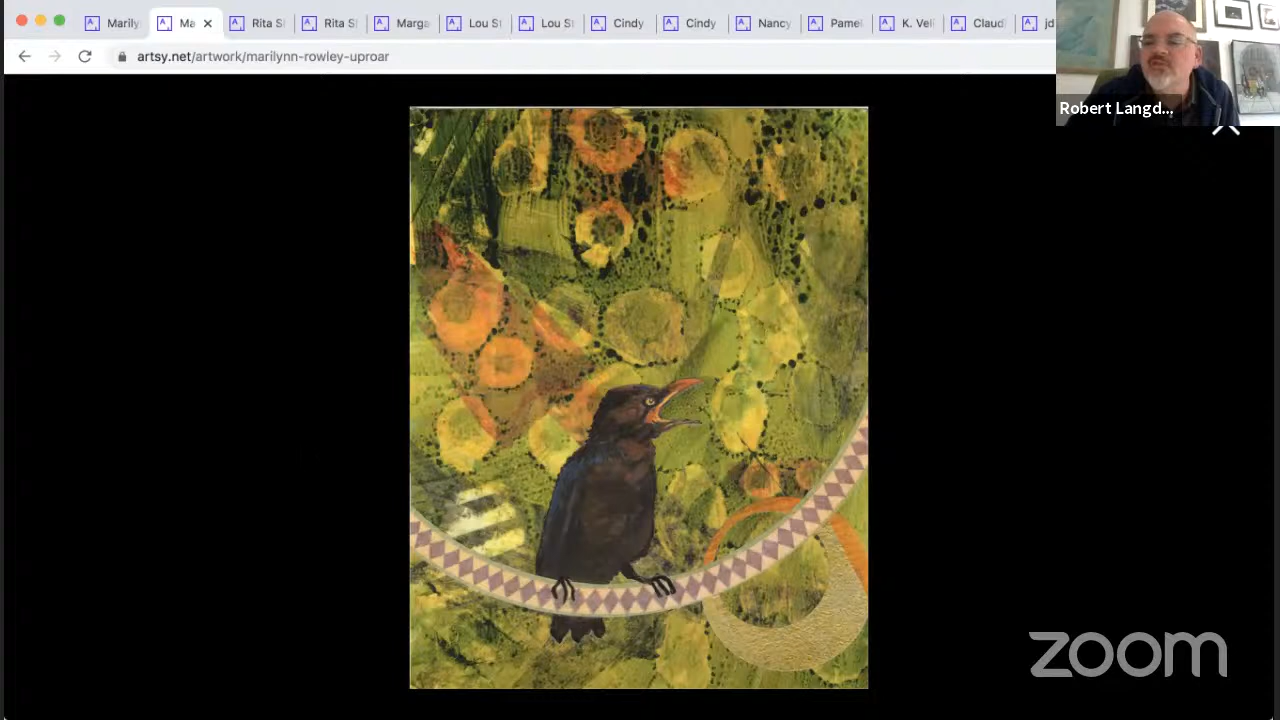 Marily Ma Rita S Rita S Marga Lou S Lou S Cindy Cindy Nancy Pamel K. Vel Claud jd
artsy.net/artwork/marilynn-rowley-uproar
Robert Langd...
zoom